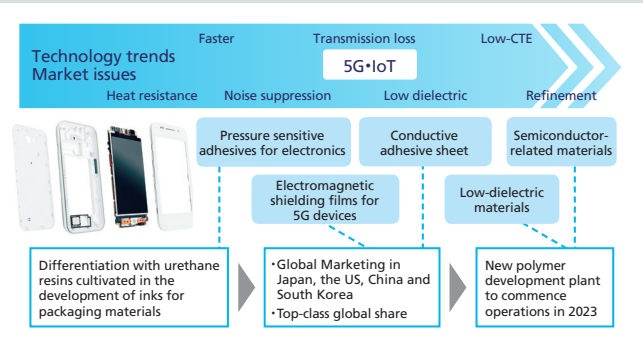 Faster Transmission loss Low-CTE
Technology trends
Market issues
5G•IoT
Heat resistance Noise suppression Low dielectric Refinement
Pressure sensitive
adhesives for electronics
Conductive
adhesive sheet
Semiconductor-
related materials
Electromagnetic
shielding films for
5G devices
Low-dielectric
materials
Differentiation with urethane
resins cultivated in the
development of inks for
packaging materials
・Global Marketing in
Japan, the US, China and
South Korea
・Top-class global share
New polymer
development plant
to commence
operations in 2023